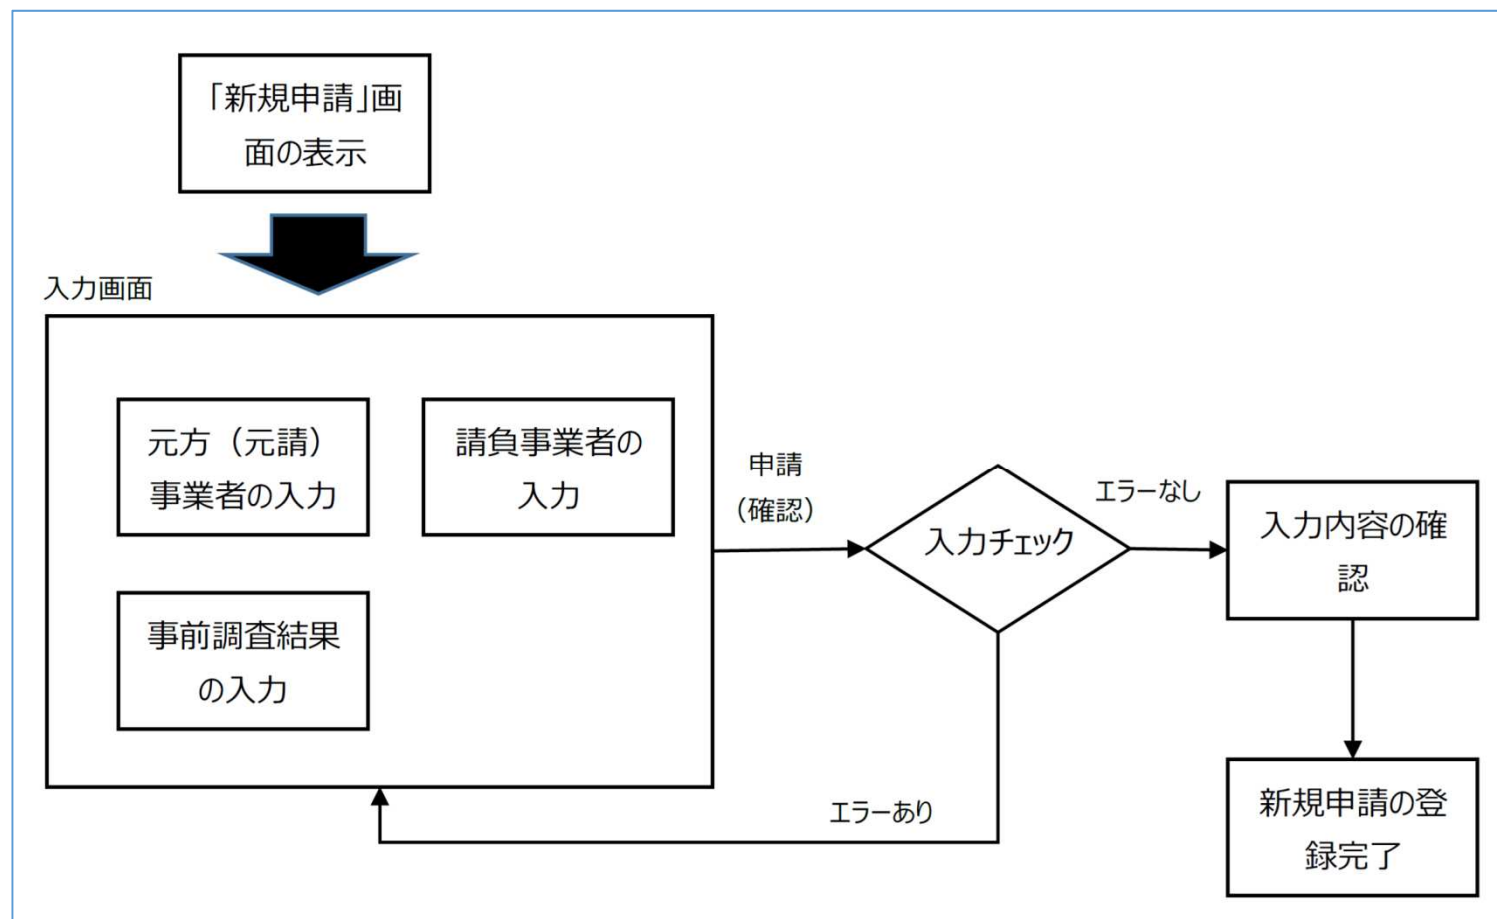 「新規申請」画
面の表示
入力画面
元方（元請）
事業者の入力
請負事業者の
入力
事前調査結果
の入力
申請
（確認）
入力チェック
エラーなし
入力内容の確
認
エラーあり
新規申請の登
録完了